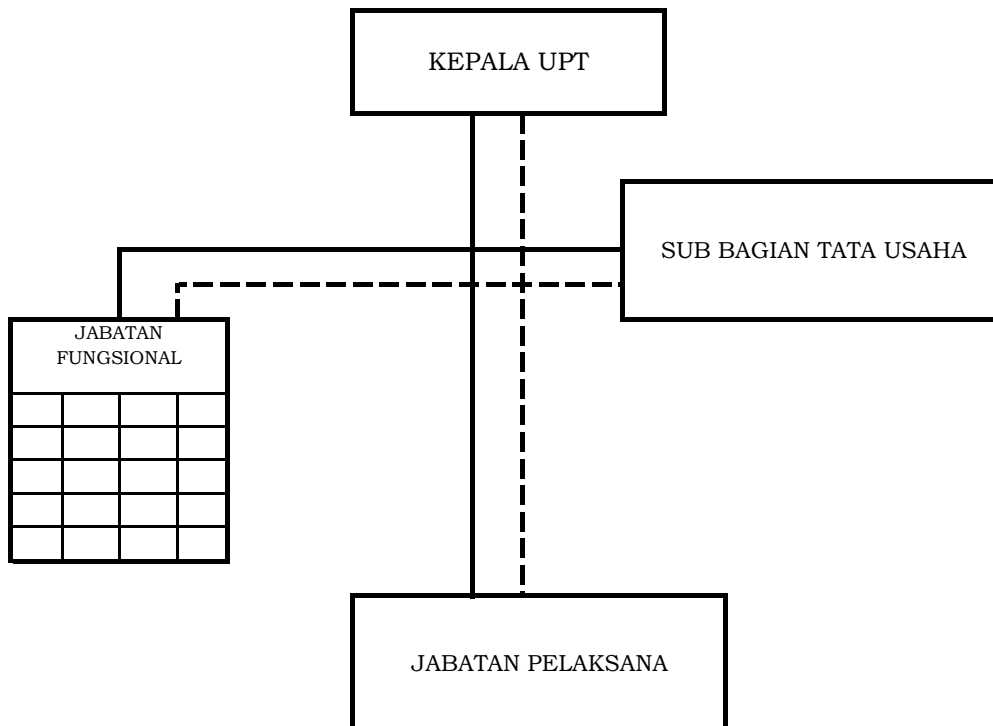 KEPALA UPT
SUB BAGIAN TATA USAHA
JABATAN
FUNGSIONAL
JABATAN PELAKSANA